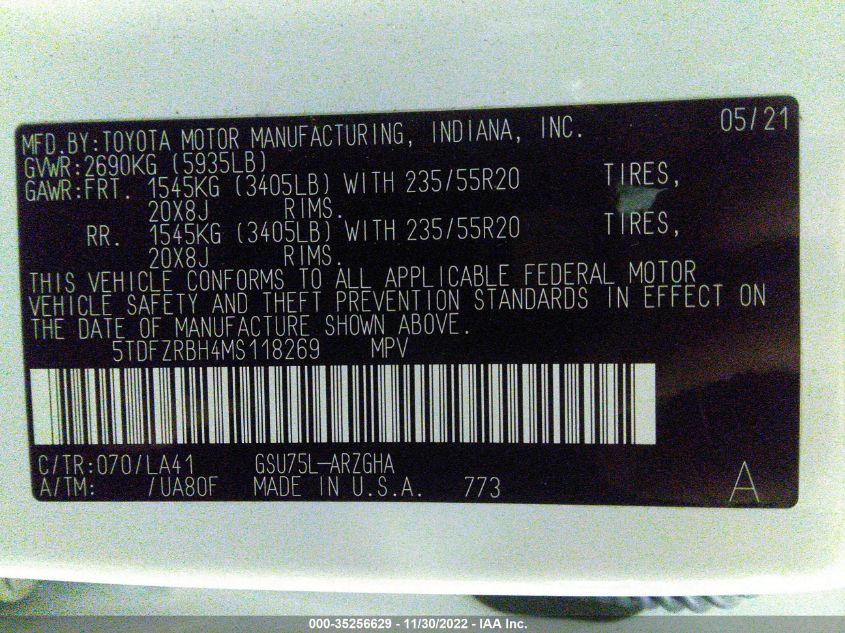 05/21
MFD.BY:TOYOTA MOTOR MANUFACTURING, INDIANA, INC.
GVWR:2690KG (5935LB)
GAWR:FRT. 1545KG (3405LB) WITH 235/55R20 TIRES,
20X8J RIMS.
RR. 1545KG (3405LB) WITH 235/55R20 TIRES,
20X8J RIMS.
THIS VEHICLE CONFORMS TO ALL APPLICABLE FEDERAL MOTOR
VEHICLE SAFETY AND THEFT PREVENTION STANDARDS IN EFFECT ON
THE DATE OF MANUFACTURE SHOWN ABOVE.
5TDFZRBH4MS118269 MPV
C/TR:070/LA41 GSU75L-ARZGHA
A/TM: /UA80F MADE IN U.S.A. 773 A
000-35256629 - 11/30/2022 - IAA Inc.